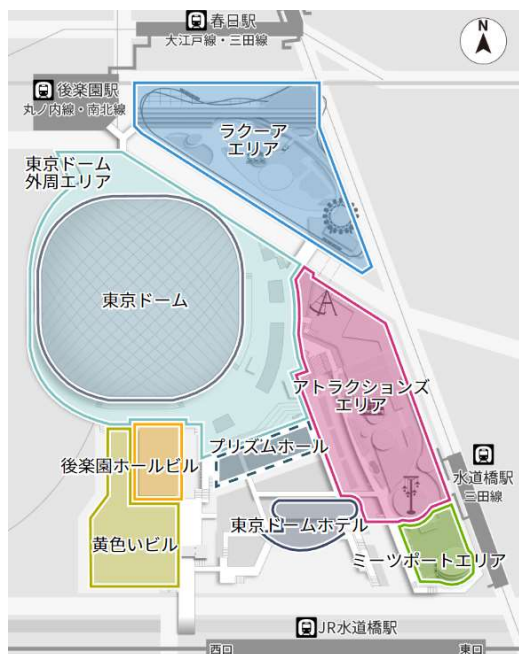 春日駅
大江戸線・三田線
N
後楽園駅
丸ノ内線・南北線
ラクーア
エリア
東京ドーム
外周エリア
東京ドーム
アトラクションズ
エリア
プリズムホール
後楽園ホールビル
水道橋駅
三田線
東京ドームホテル
黄色いビル
ミーツポートエリア
JR水道橋駅
西口
東口